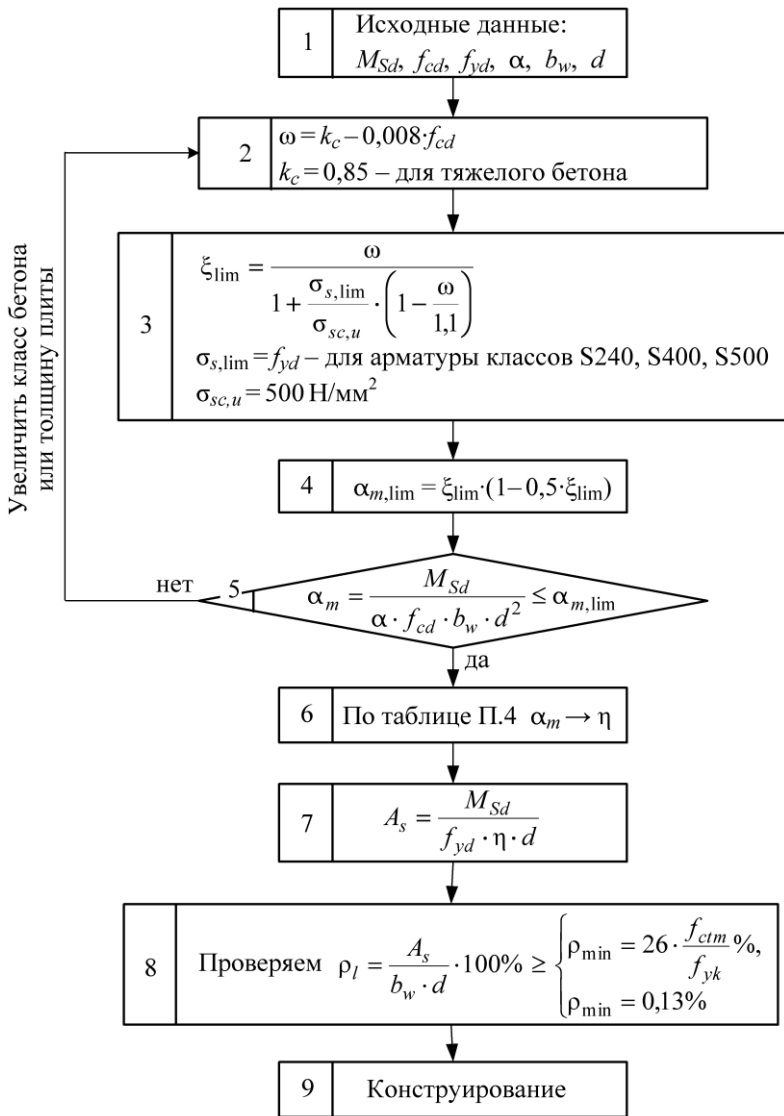 1 Исходные данные:
M_Sd, f_cd, f_yd, α, b_w, d
2 ω = k_c – 0,008·f_cd
k_c = 0,85 – для тяжелого бетона
3 ξ_lim = ω / (1 + σ_s,lim / σ_sc,u · (1 – ω / 1,1))
σ_s,lim = f_yd – для арматуры классов S240, S400, S500
σ_sc,u = 500 Н/мм²
Увеличить класс бетона
или толщину плиты
4 α_m,lim = ξ_lim·(1–0,5·ξ_lim)
нет
5 α_m = M_Sd / (α · f_cd · b_w · d²) ≤ α_m,lim
да
6 По таблице П.4 α_m → η
7 A_s = M_Sd / (f_yd · η · d)
8 Проверяем ρ_l = A_s / (b_w · d) · 100% ≥ { ρ_min = 26 · f_ctm / f_yk %,
ρ_min = 0,13%
9 Конструирование